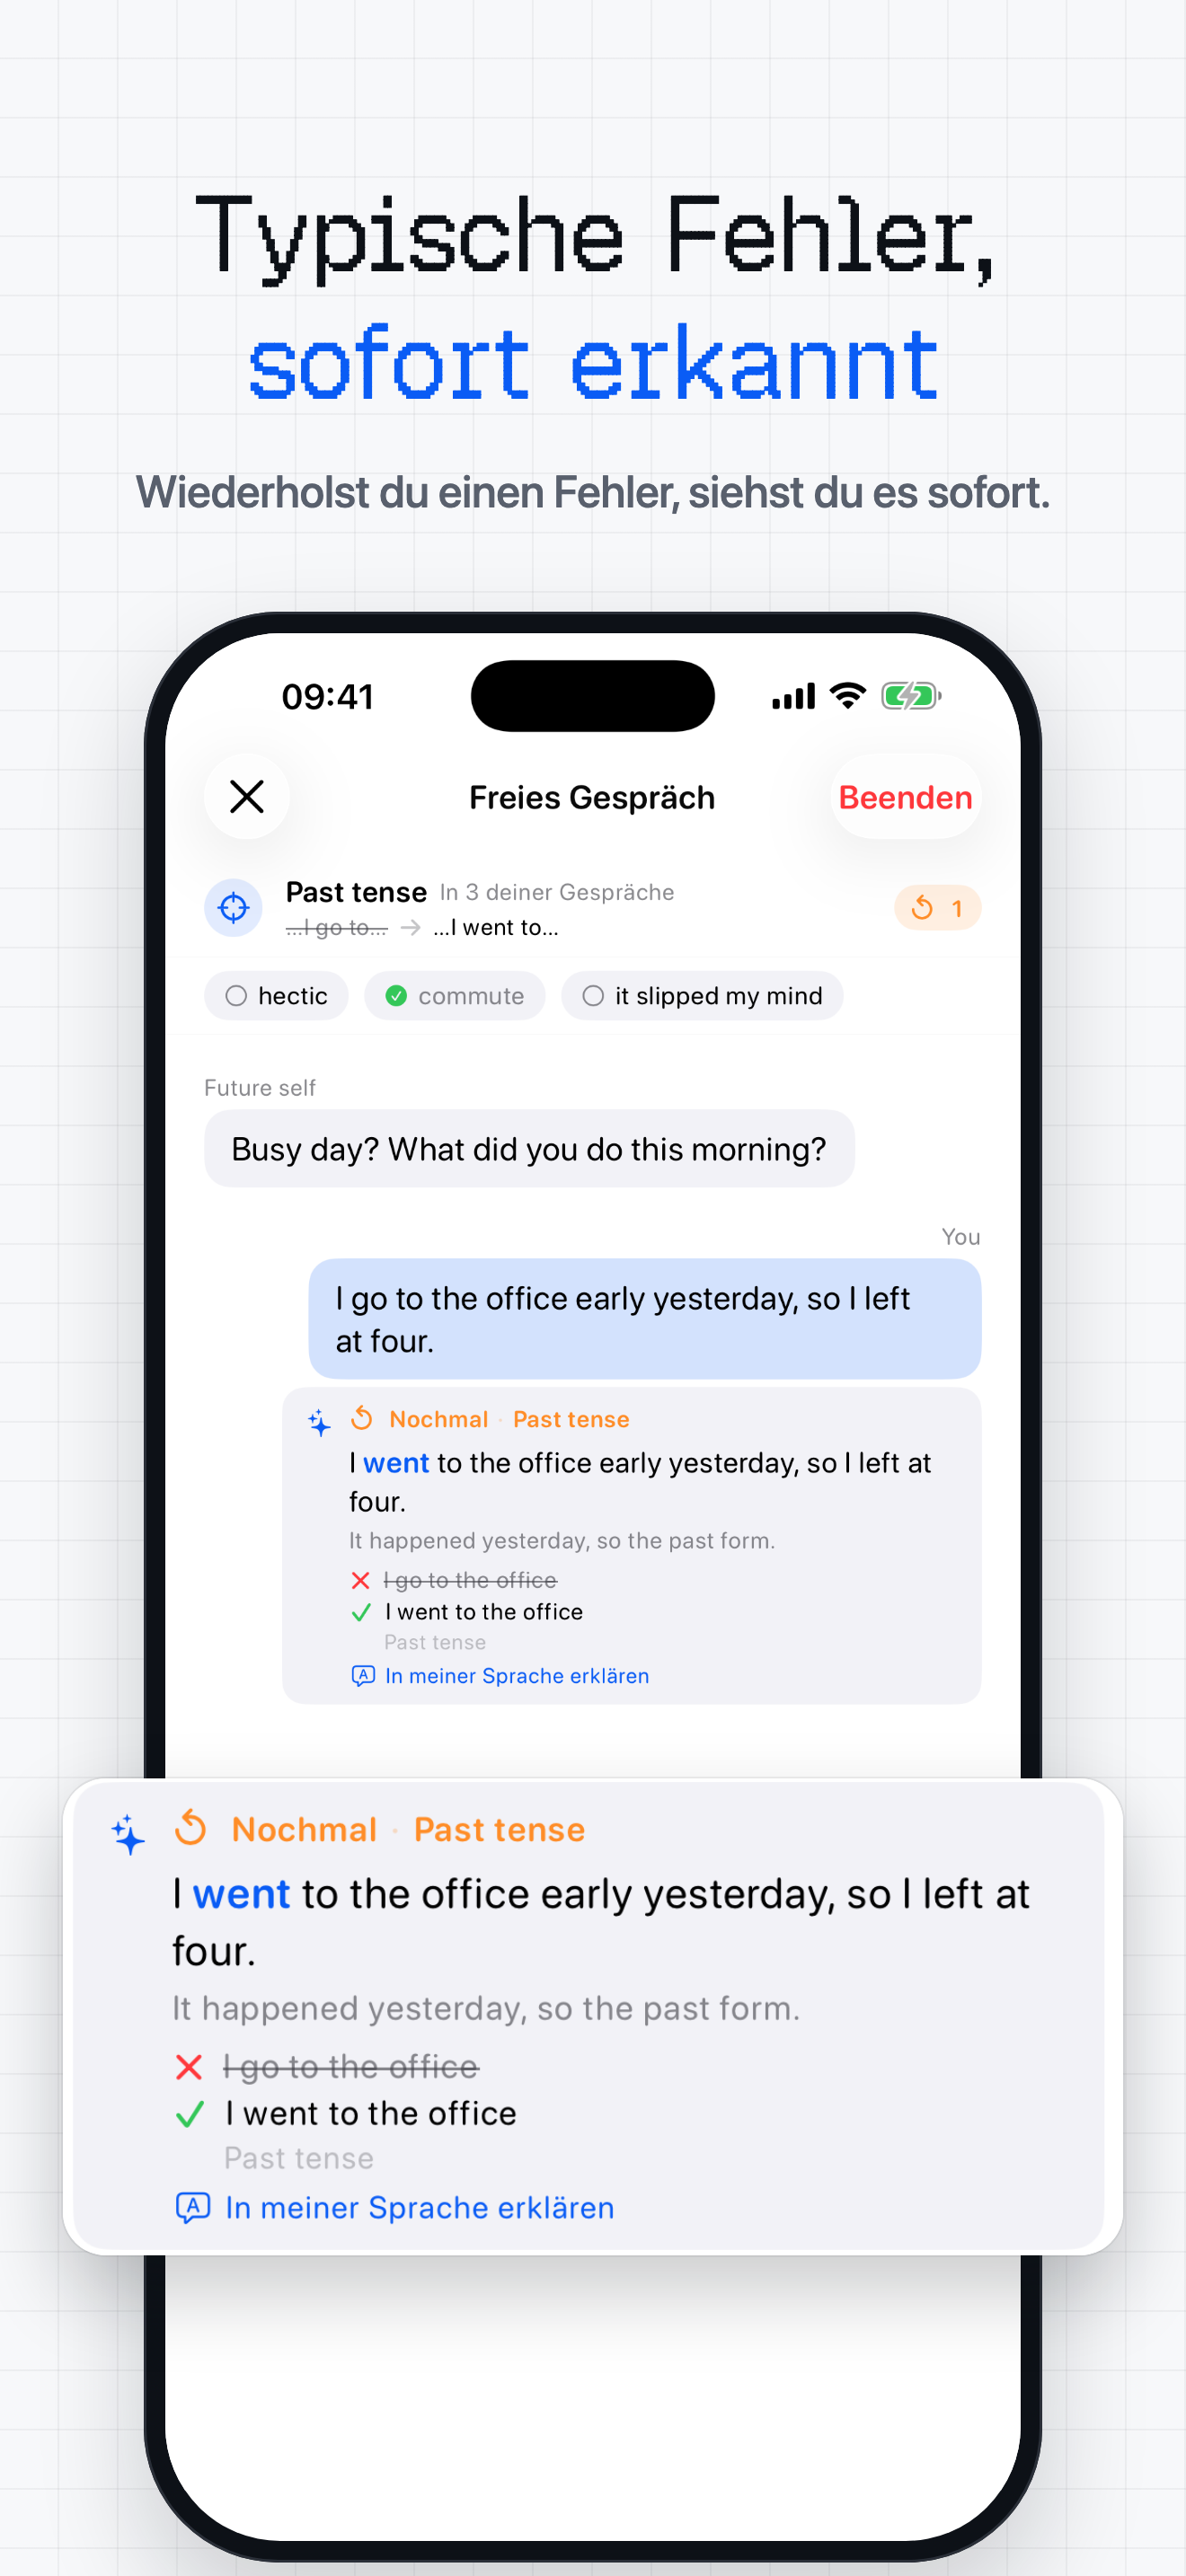 Typische Fehler,
sofort erkannt
Wiederholst du einen Fehler, siehst du es sofort.
09:41
Freies Gespräch
Beenden
Past tense In 3 deiner Gespräche
...I go to... → ...I went to...
1
hectic
commute
it slipped my mind
Future self
Busy day? What did you do this morning?
You
I go to the office early yesterday, so I left
at four.
Nochmal · Past tense
I went to the office early yesterday, so I left at
four.
It happened yesterday, so the past form.
I go to the office
I went to the office
Past tense
A In meiner Sprache erklären
Nochmal · Past tense
I went to the office early yesterday, so I left at
four.
It happened yesterday, so the past form.
I go to the office
I went to the office
Past tense
A In meiner Sprache erklären